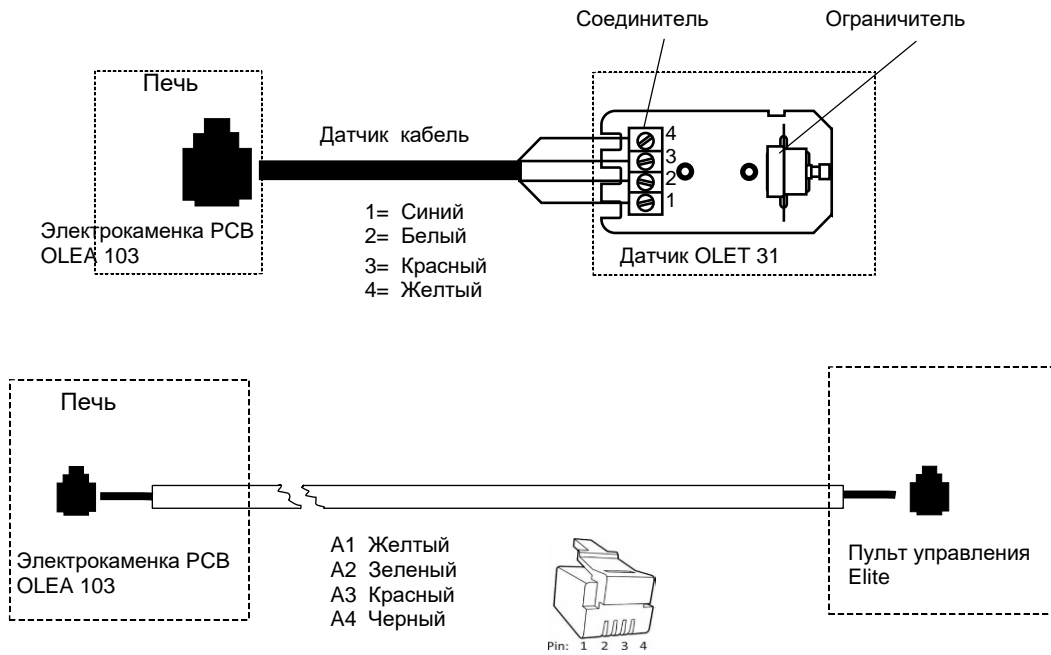 Соединитель
Ограничитель
Печь
Датчик кабель
4
3
2
1
Электрокаменка PCB
OLEA 103
1= Синий
2= Белый
3= Красный
4= Желтый
Датчик OLET 31
Печь
Электрокаменка PCB
OLEA 103
A1 Желтый
A2 Зеленый
A3 Красный
A4 Черный
Pin: 1 2 3 4
Пульт управления
Elite